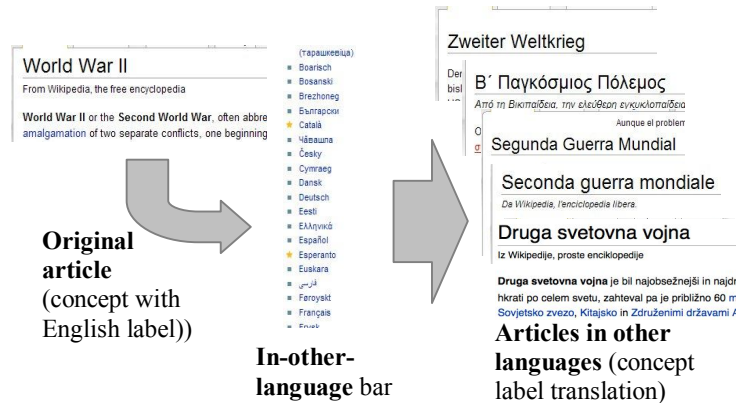 World War II
From Wikipedia, the free encyclopedia
World War II or the Second World War, often abbre
amalgamation of two separate conflicts, one beginning
Original
article
(concept with
English label))
(тарашкевіца)
Boarisch
Bosanski
Brezhoneg
Български
Català
Чӑвашла
Česky
Cymraeg
Dansk
Deutsch
Eesti
Ελληνικά
Español
Esperanto
Euskara
فارسی
Føroyskt
Français
Frysk
In-other-
language bar
Zweiter Weltkrieg
Der
bisl
Β΄ Παγκόσμιος Πόλεμος
Από τη Βικιπαίδεια, την ελεύθερη εγκυκλοπαίδεια
Aunque el problem
Segunda Guerra Mundial
Seconda guerra mondiale
Da Wikipedia, l'enciclopedia libera.
Druga svetovna vojna
Iz Wikipedije, proste enciklopedije
Druga svetovna vojna je bil najobsežnejši in najdr
hkrati po celem svetu, zahteval pa je približno 60 m
Sovjetsko zvezo, Kitajsko in Združenimi državami A
Articles in other
languages (concept
label translation)